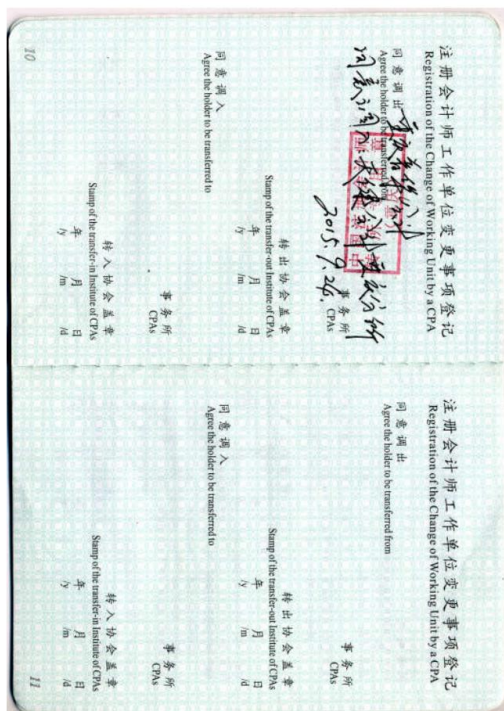 注册会计师工作单位变更事项登记
Registration of the Change of Working Unit by a CPA
同意调出
Agree the holder to be transferred from
同意调入天健会计
2015.9.24.
事务所
CPAs
转出协会盖章
Stamp of the transfer-out Institute of CPAs
年 月 日
/y /m /d
同意调入
Agree the holder to be transferred to
事务所
CPAs
转入协会盖章
Stamp of the transfer-in Institute of CPAs
年 月 日
/y /m /d
10
注册会计师工作单位变更事项登记
Registration of the Change of Working Unit by a CPA
同意调出
Agree the holder to be transferred from
事务所
CPAs
转出协会盖章
Stamp of the transfer-out Institute of CPAs
年 月 日
/y /m /d
同意调入
Agree the holder to be transferred to
事务所
CPAs
转入协会盖章
Stamp of the transfer-in Institute of CPAs
年 月 日
/y /m /d
11